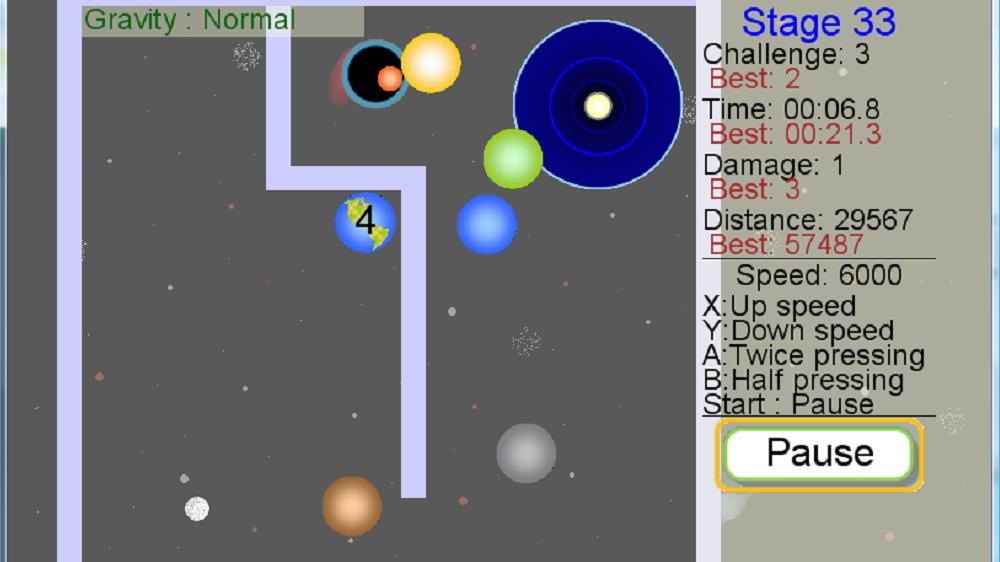 Gravity : Normal
4
Stage 33
Challenge: 3
Best: 2
Time: 00:06.8
Best: 00:21.3
Damage: 1
Best: 3
Distance: 29567
Best: 57487
Speed: 6000
X:Up speed
Y:Down speed
A:Twice pressing
B:Half pressing
Start : Pause
Pause